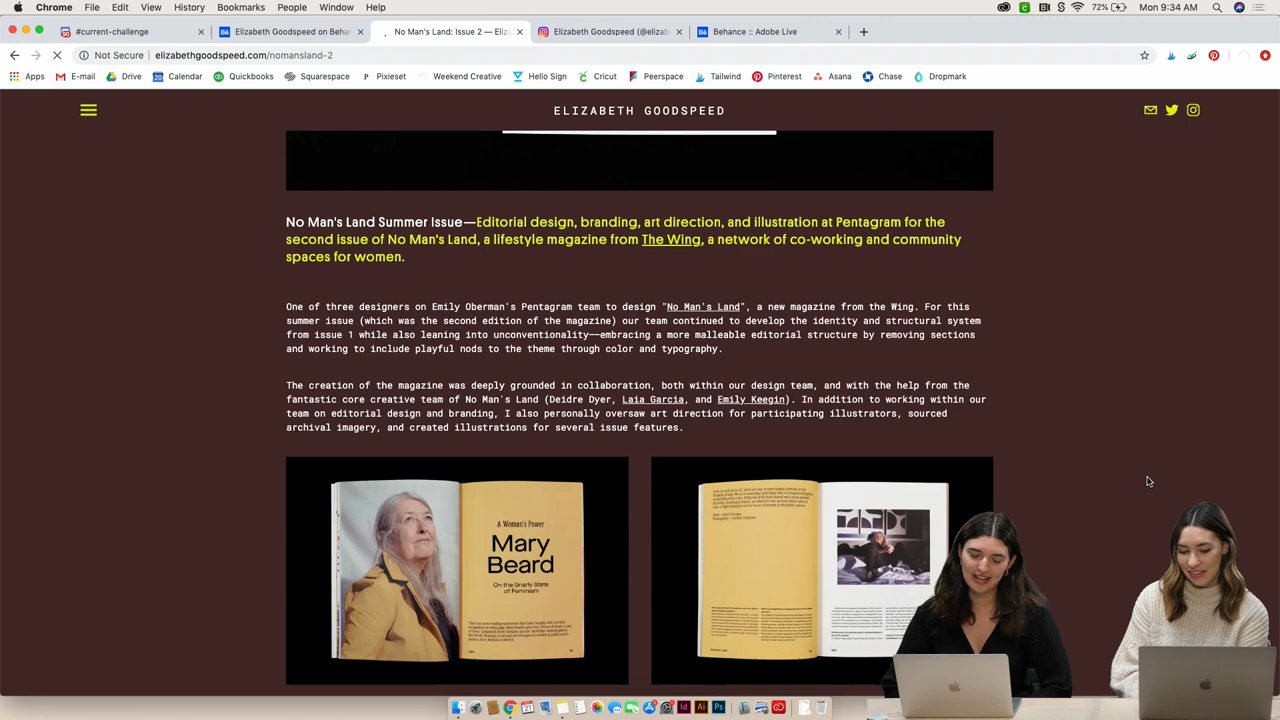 Chrome File Edit View History Bookmarks People Window Help 72% Mon 9:34 AM
#current-challenge
Elizabeth Goodspeed on Behan
No Man's Land: Issue 2 — Eliz
Elizabeth Goodspeed (@elizab
Behance :: Adobe Live
Not Secure elizabethgoodspeed.com/nomansland-2
Apps E-mail Drive Calendar Quickbooks Squarespace Pixieset Weekend Creative Hello Sign Cricut Peerspace Tailwind Pinterest Asana Chase Dropmark
ELIZABETH GOODSPEED
No Man's Land Summer Issue—Editorial design, branding, art direction, and illustration at Pentagram for the
second issue of No Man's Land, a lifestyle magazine from The Wing, a network of co-working and community
spaces for women.
One of three designers on Emily Oberman's Pentagram team to design "No Man's Land", a new magazine from the Wing. For this
summer issue (which was the second edition of the magazine) our team continued to develop the identity and structural system
from issue 1 while also leaning into unconventionality——embracing a more malleable editorial structure by removing sections
and working to include playful nods to the theme through color and typography.
The creation of the magazine was deeply grounded in collaboration, both within our design team, and with the help from the
fantastic core creative team of No Man's Land (Deidre Dyer, Laia Garcia, and Emily Keegin). In addition to working within our
team on editorial design and branding, I also personally oversaw art direction for participating illustrators, sourced
archival imagery, and created illustrations for several issue features.
A Woman's Power
Mary
Beard
On the Gnarly State
of Feminism
Id Ai Ps